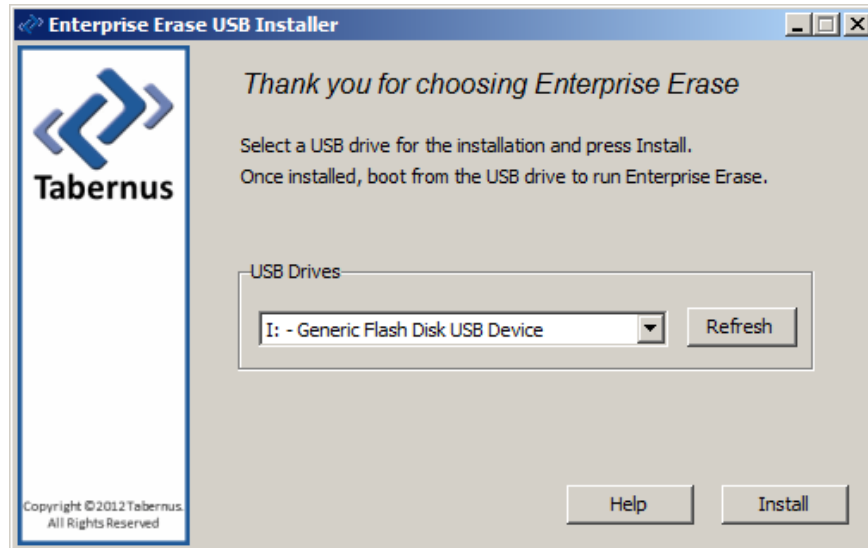 Enterprise Erase USB Installer
Thank you for choosing Enterprise Erase
Select a USB drive for the installation and press Install.
Once installed, boot from the USB drive to run Enterprise Erase.
Tabernus
USB Drives
I: - Generic Flash Disk USB Device
Refresh
Copyright ©2012 Tabernus.
All Rights Reserved
Help
Install